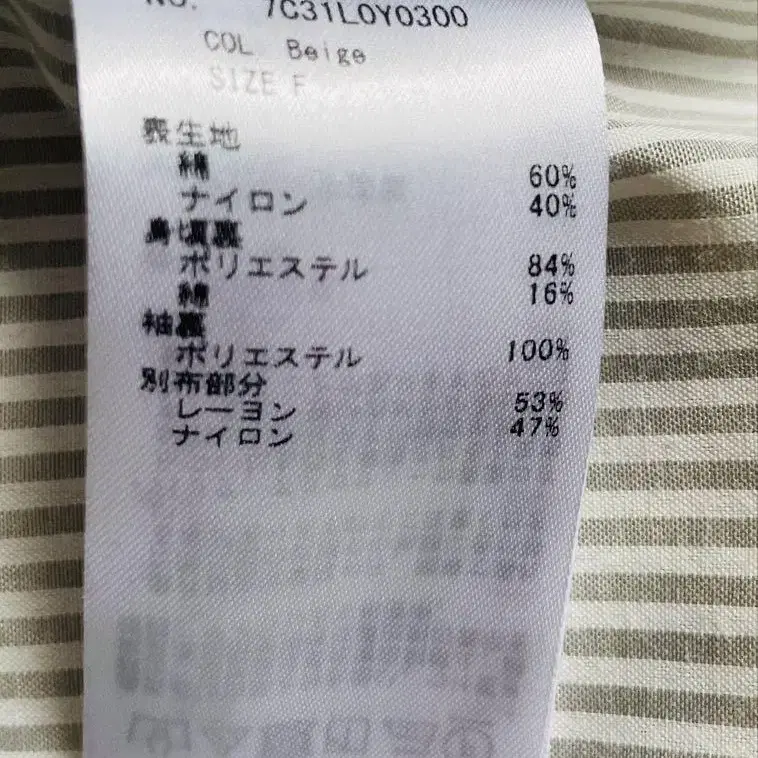 NO. 7C31L0Y0300
COL Beige
SIZE F
表生地
綿 60%
ナイロン 40%
身頃裏
ポリエステル 84%
綿 16%
袖裏
ポリエステル 100%
別布部分
レーヨン 53%
ナイロン 47%